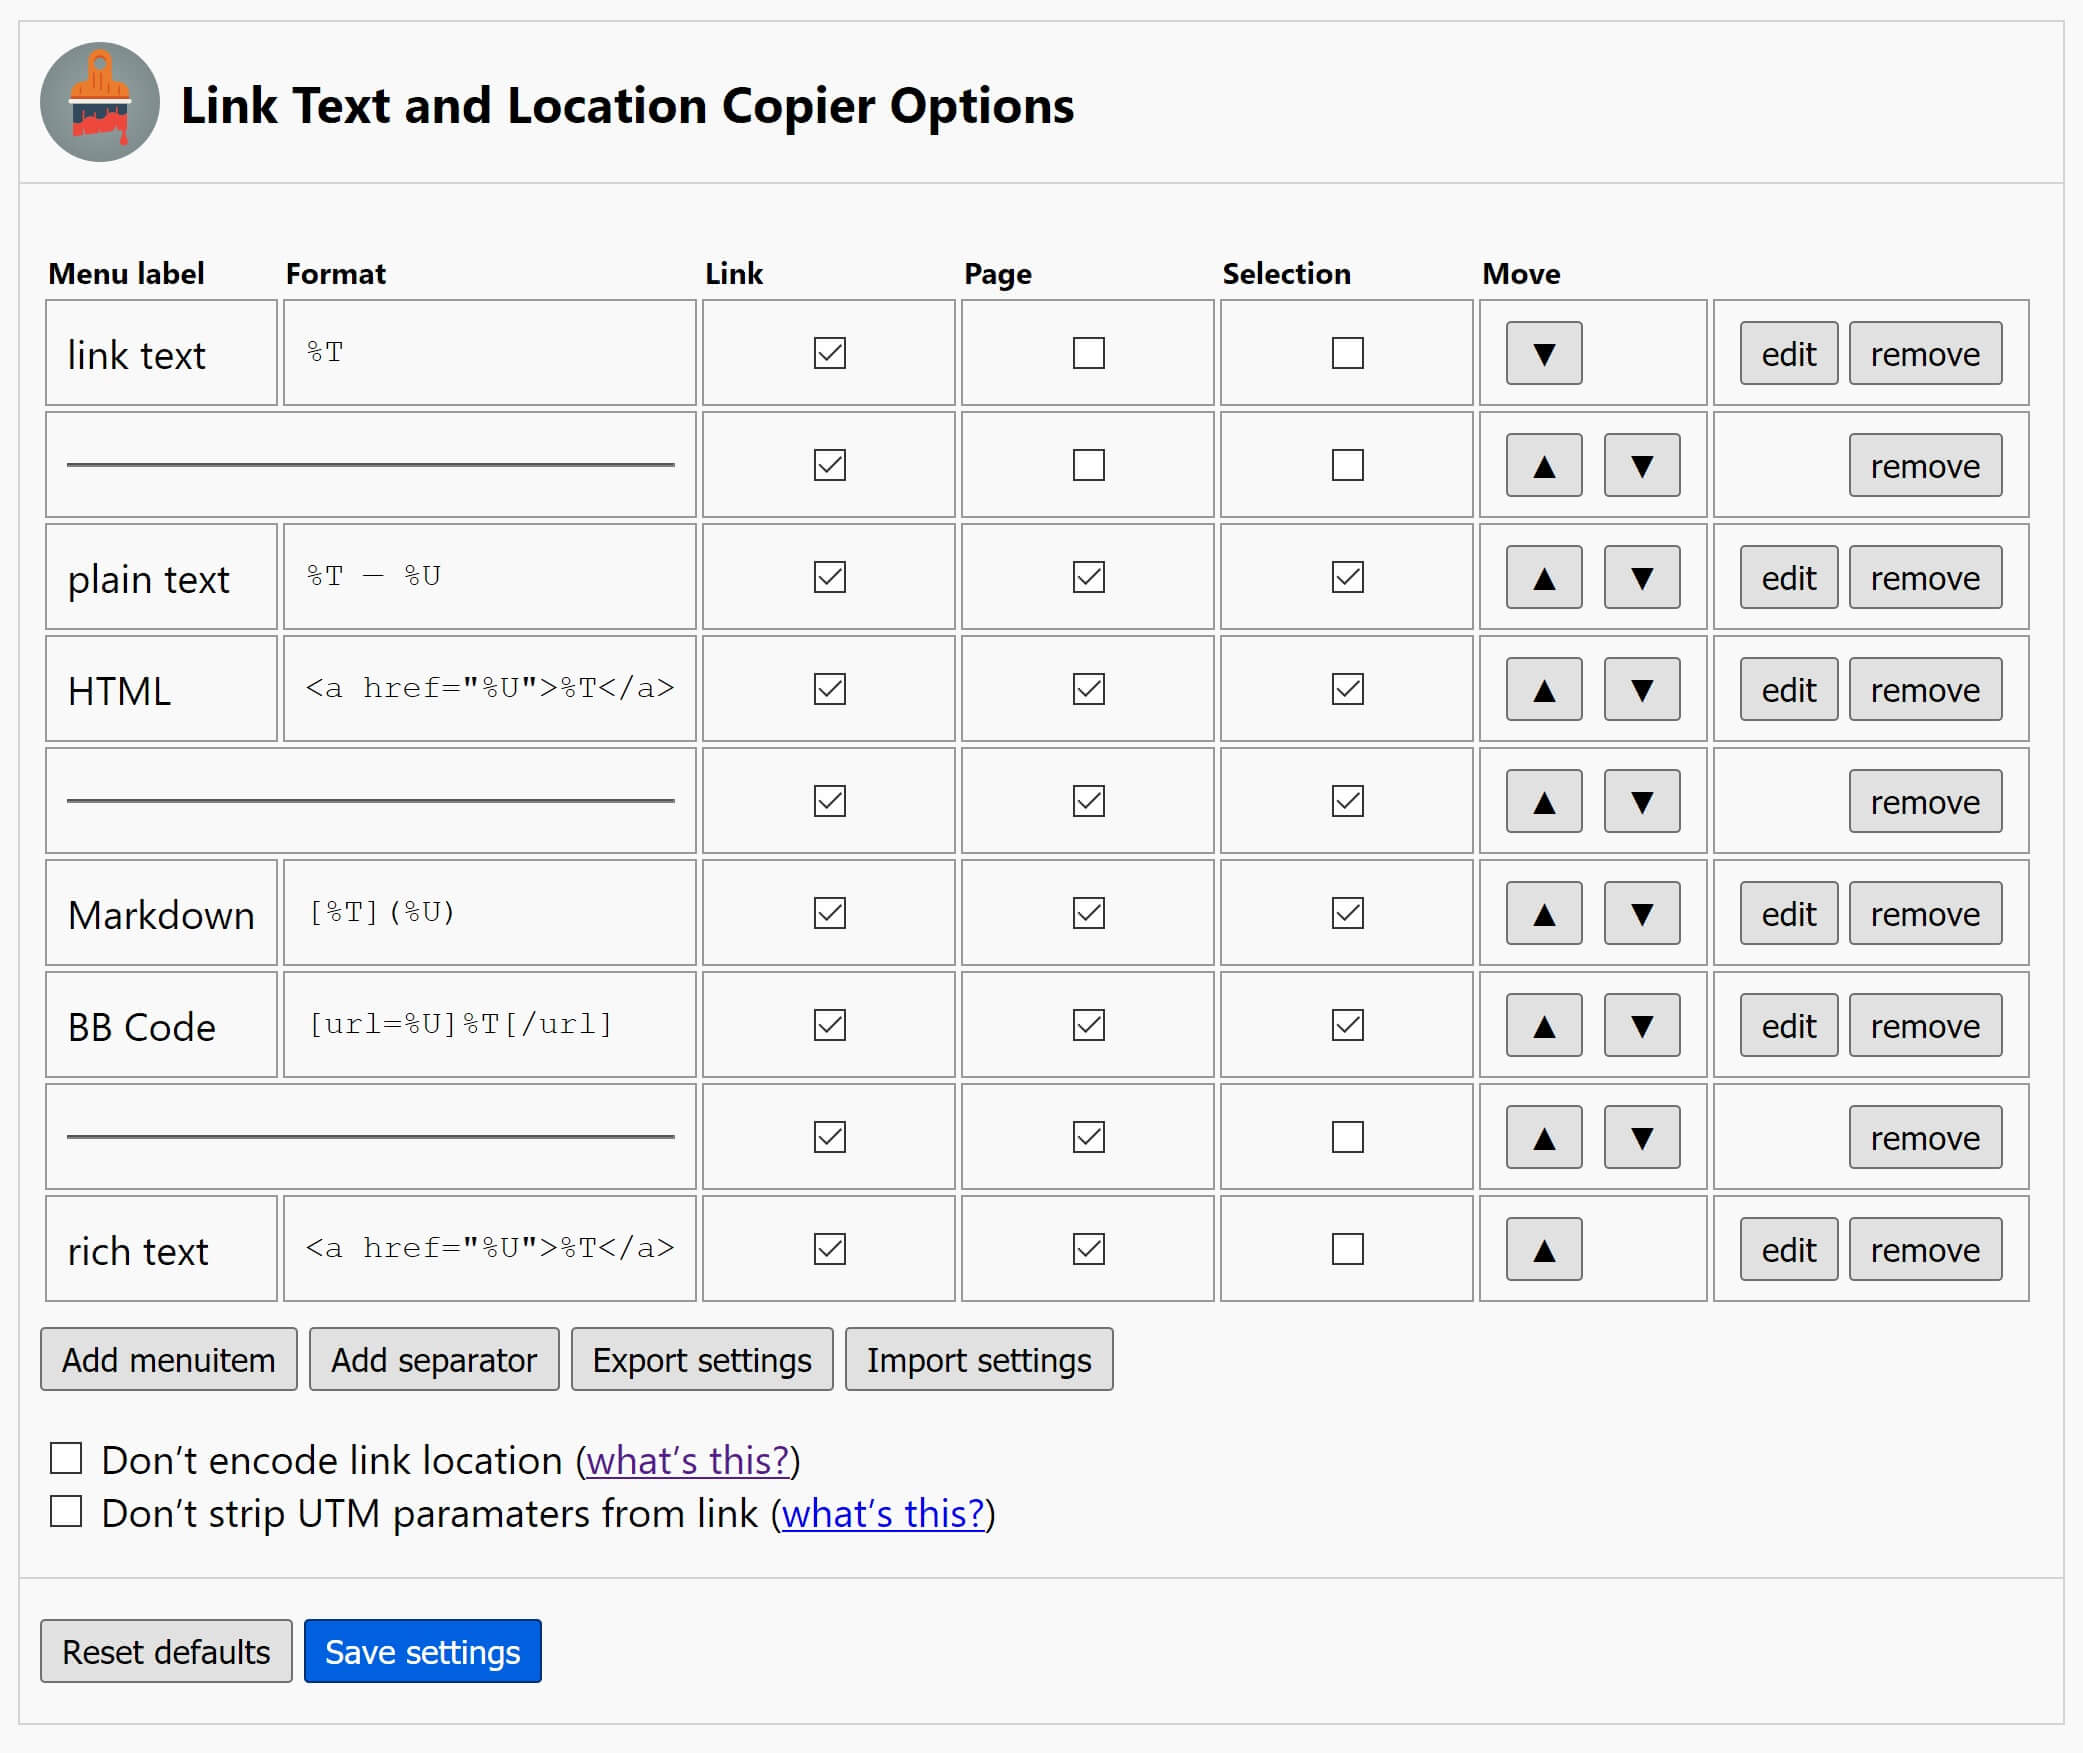 Link Text and Location Copier Options
Menu label Format Link Page Selection Move
link text %T ▼ edit remove
▲ ▼ remove
plain text %T — %U ▲ ▼ edit remove
HTML <a href="%U">%T</a> ▲ ▼ edit remove
▲ ▼ remove
Markdown [%T](%U) ▲ ▼ edit remove
BB Code [url=%U]%T[/url] ▲ ▼ edit remove
▲ ▼ remove
rich text <a href="%U">%T</a> ▲ edit remove
Add menuitem Add separator Export settings Import settings
Don’t encode link location (what’s this?)
Don’t strip UTM paramaters from link (what’s this?)
Reset defaults Save settings